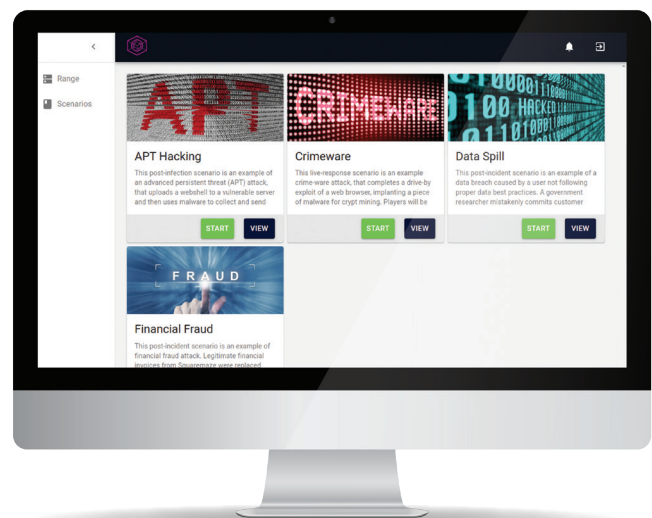 Range
Scenarios
APT
APT Hacking
This post-infection scenario is an example of
an advanced persistent threat (APT) attack,
that uploads a webshell to a vulnerable server
and then uses malware to collect and send
START
VIEW
CRIMEWARE
Crimeware
This live-response scenario is an example of
crime-ware attack, that completes a drive-by
exploit of a web browser, implanting a piece
of malware for crypt mining. Players will be
START
VIEW
HACKED
Data Spill
This post-incident scenario is an example of a
data breach caused by a user not following
proper data best practices. A government
researcher mistakenly commits customer
START
VIEW
FRAUD
Financial Fraud
This post-incident scenario is an example of
financial fraud attack. Legitimate financial
invoices from Squaremaze were replaced